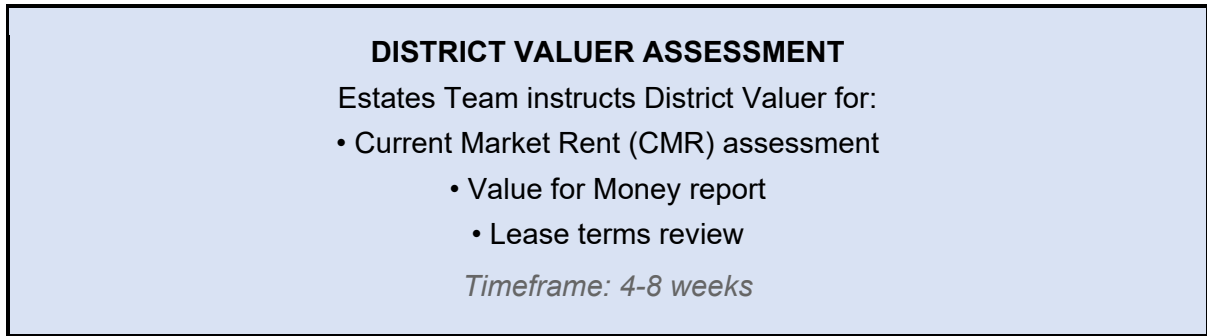 DISTRICT VALUER ASSESSMENT
Estates Team instructs District Valuer for:
• Current Market Rent (CMR) assessment
• Value for Money report
• Lease terms review
Timeframe: 4-8 weeks